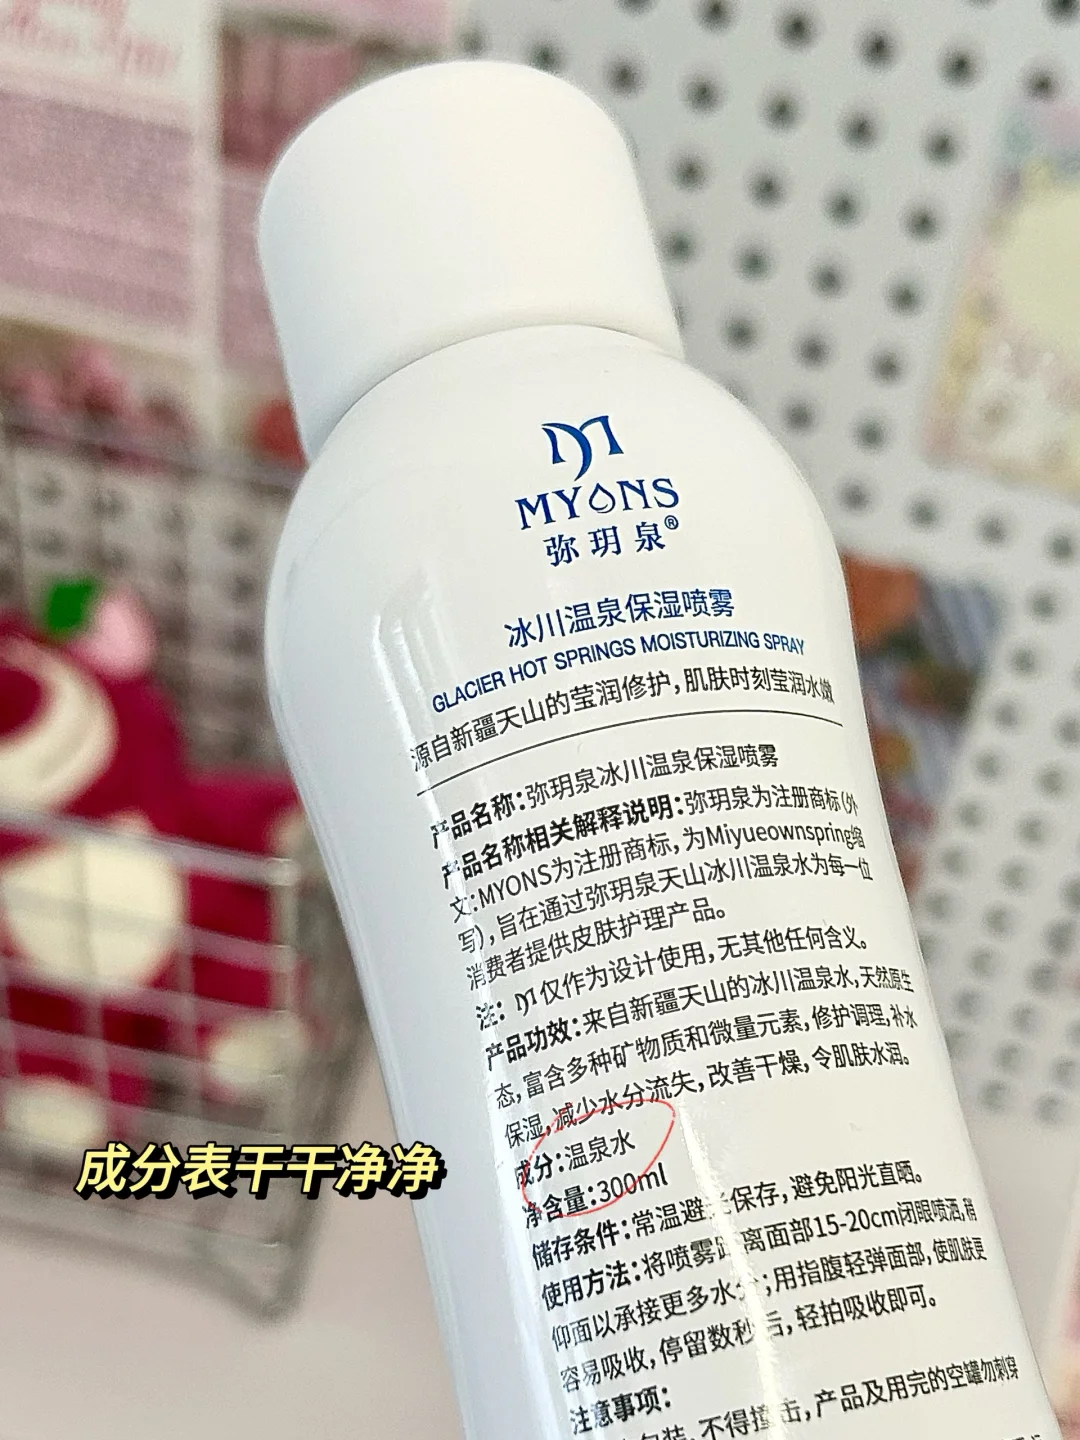 MYONS
弥玥泉®
冰川温泉保湿喷雾
GLACIER HOT SPRINGS MOISTURIZING SPRAY
源自新疆天山的莹润修护,肌肤时刻莹润水嫩
产品名称:弥玥泉冰川温泉保湿喷雾
产品名称相关解释说明:弥玥泉为注册商标(外
文:MYONS为注册商标,为Miyueownspring缩
写),旨在通过弥玥泉天山冰川温泉水为每一位
消费者提供皮肤护理产品。
注: 仅作为设计使用,无其他任何含义。
产品功效:来自新疆天山的冰川温泉水,天然原生
态,富含多种矿物质和微量元素,修护调理,补水
保湿,减少水分流失,改善干燥,令肌肤水润。
成分:温泉水
净含量:300ml
储存条件:常温避光保存,避免阳光直晒。
使用方法:将喷雾距离面部15-20cm闭眼喷洒,稍
仰面以承接更多水分;用指腹轻弹面部,使肌肤更
容易吸收,停留数秒后,轻拍吸收即可。
注意事项:
包装,不得撞击,产品及用完的空罐勿刺穿
成分表干干净净